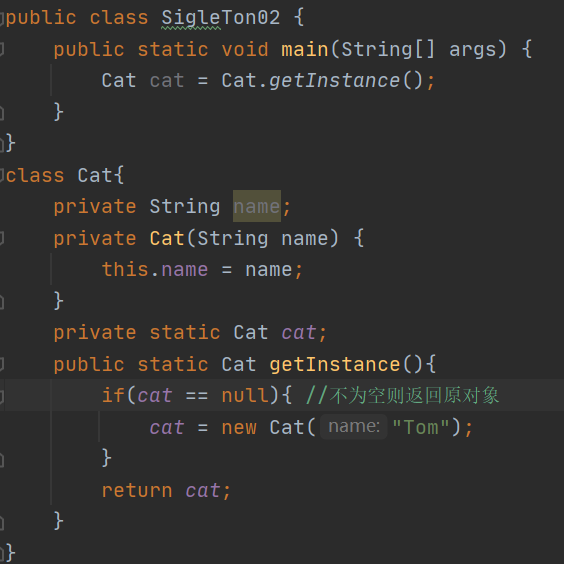 public class SigleTon02 {
    public static void main(String[] args) {
        Cat cat = Cat.getInstance();
    }
}
class Cat{
    private String name;
    private Cat(String name) {
        this.name = name;
    }
    private static Cat cat;
    public static Cat getInstance(){
        if(cat == null){ //不为空则返回原对象
            cat = new Cat( name: "Tom");
        }
        return cat;
    }
}